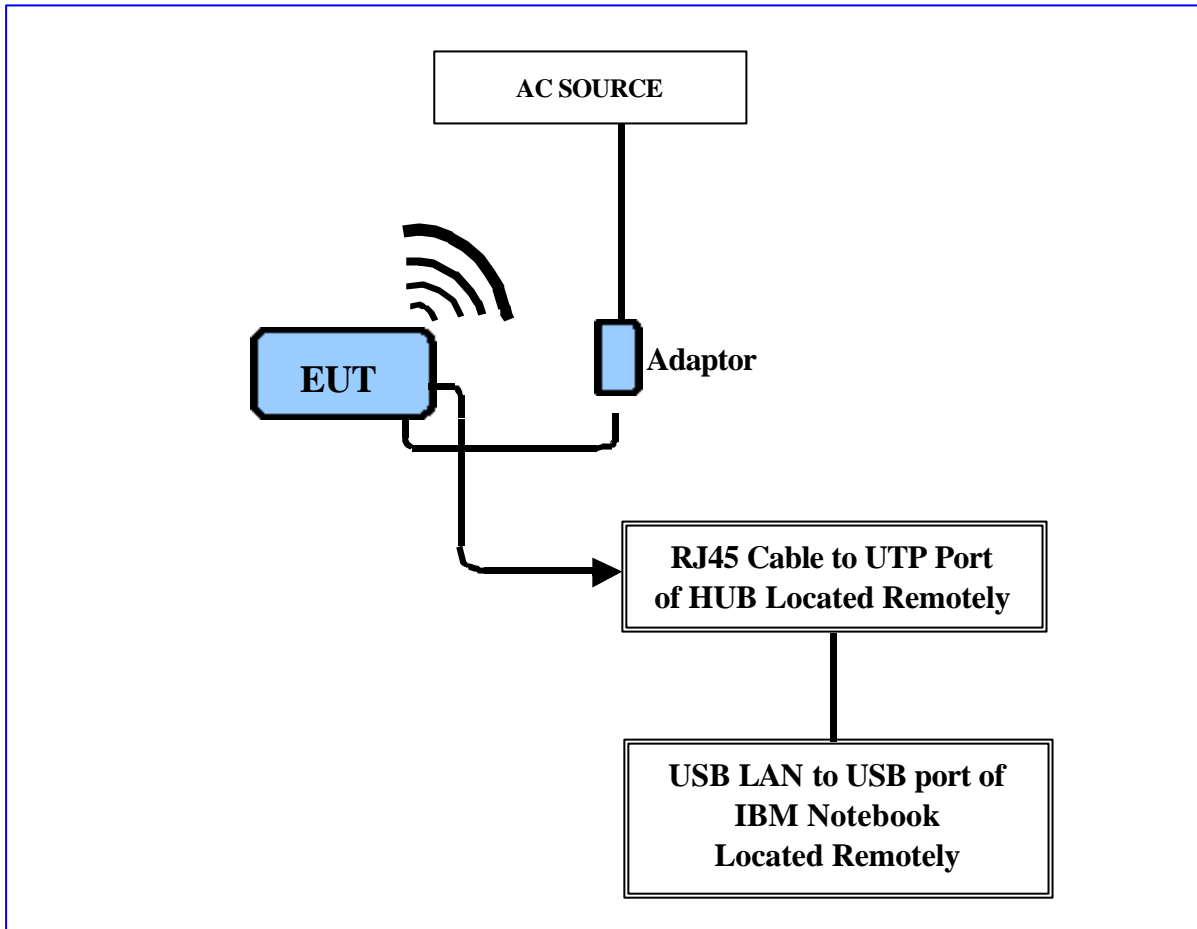 AC SOURCE
EUT
Adaptor
RJ45 Cable to UTP Port
of HUB Located Remotely
USB LAN to USB port of
IBM Notebook
Located Remotely